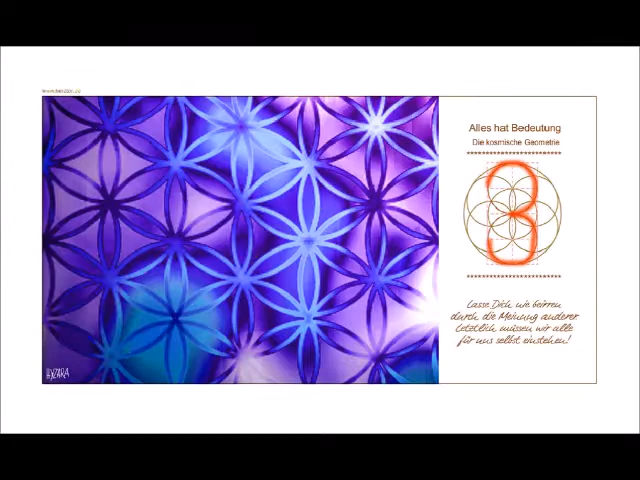 Alles hat Bedeutung
Die kosmische Geometrie
************************
3
************************
Lasse Dich nie beirren
durch die Meinung anderer.
Letztlich müssen wir alle
für uns selbst einstehen!